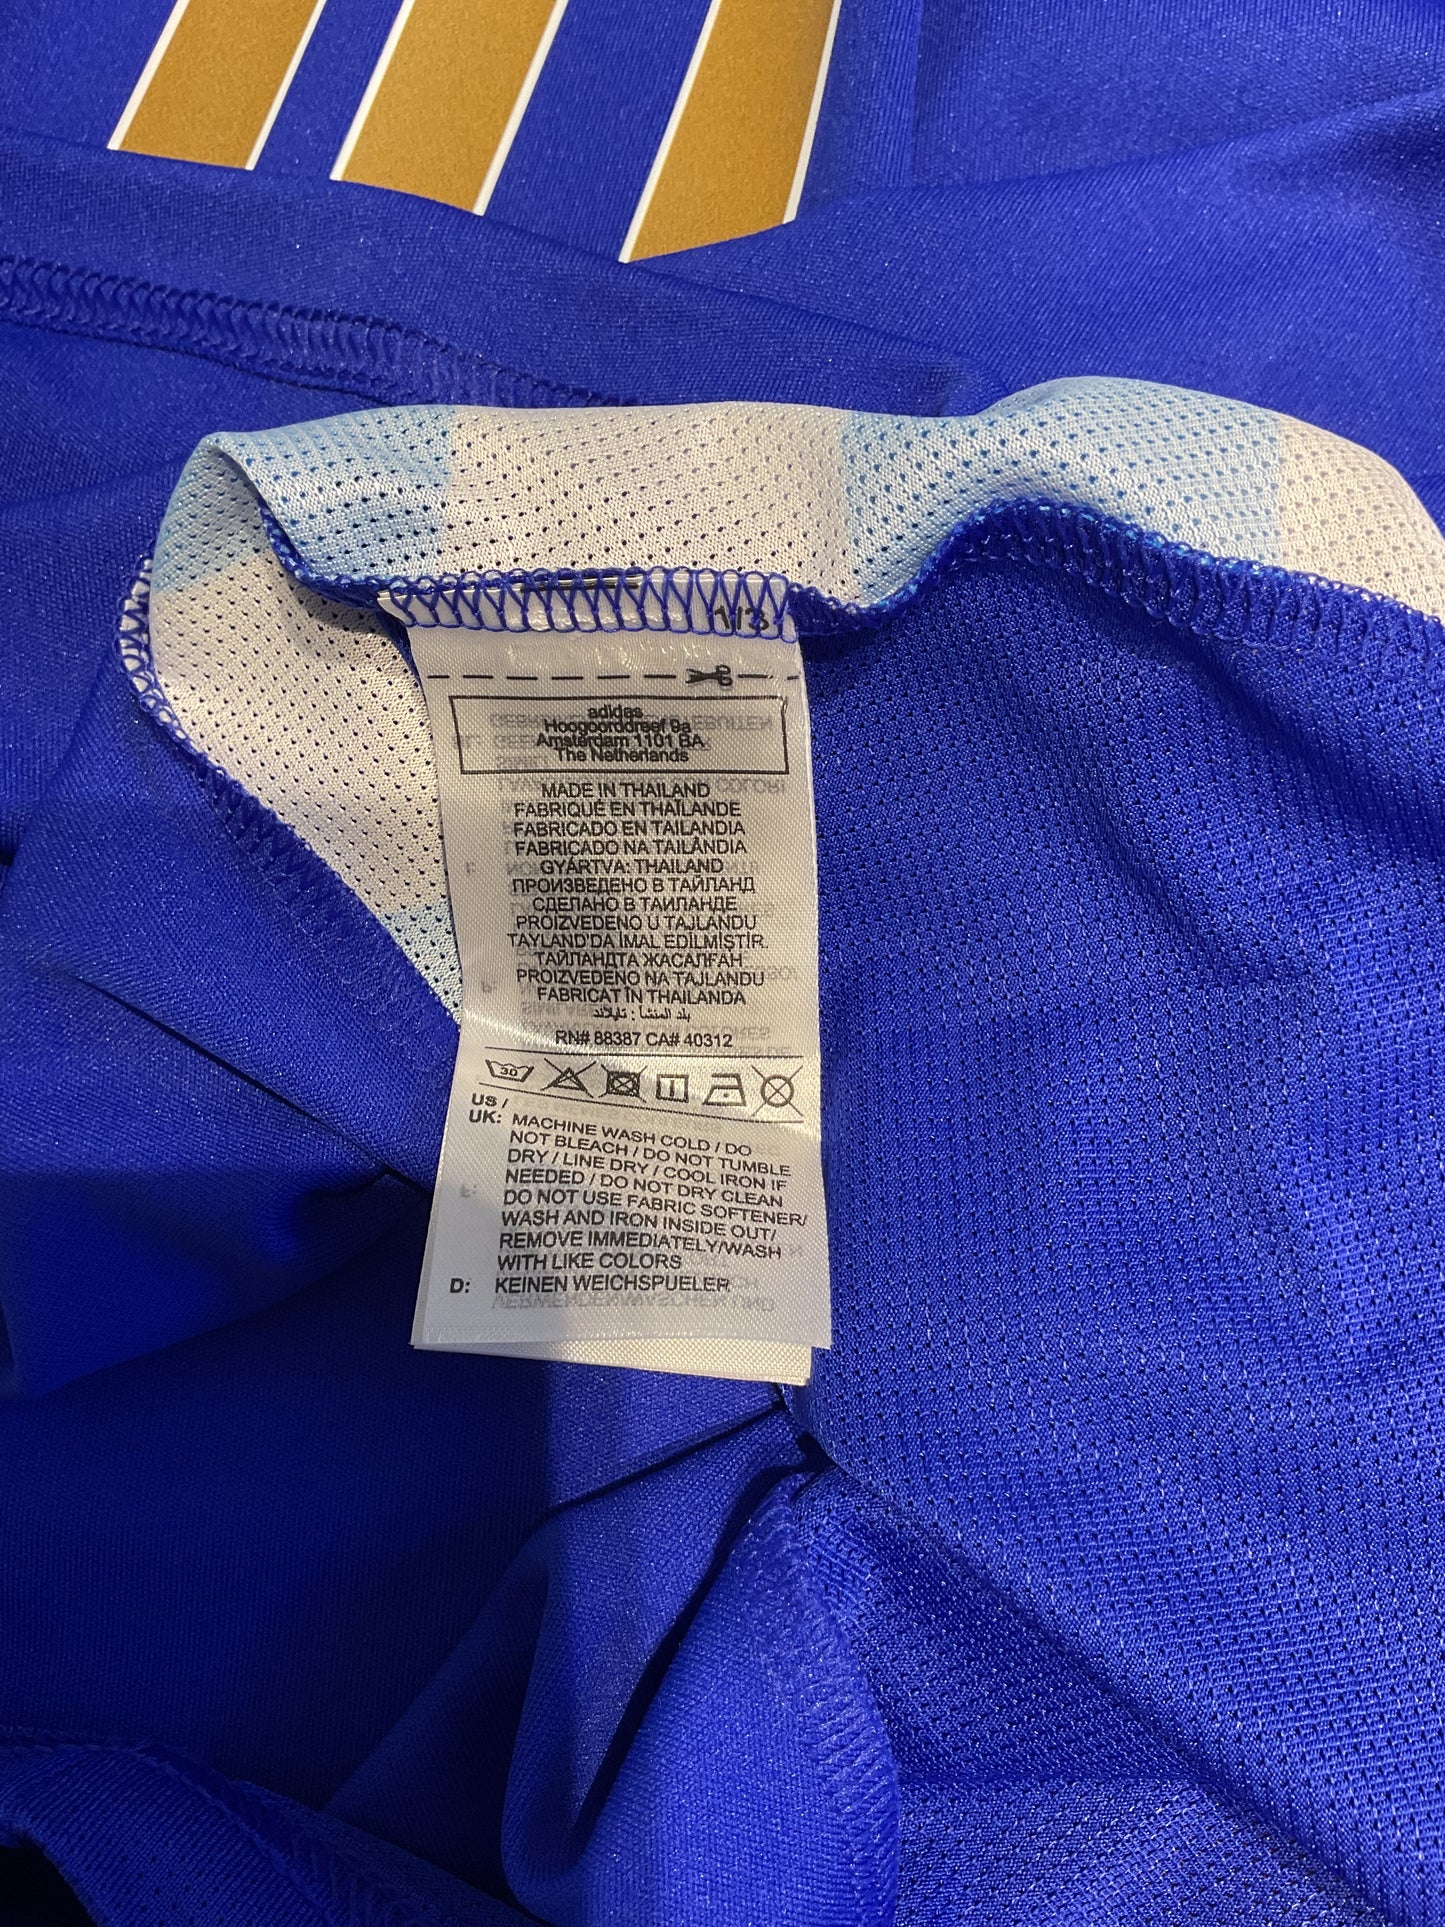 1/3
adidas
Hoogoorddreef 9a
Amsterdam 1101 BA
The Netherlands
MADE IN THAILAND
FABRIQUÉ EN THAÏLANDE
FABRICADO EN TAILANDIA
FABRICADO NA TAILÂNDIA
GYÁRTVA: THAILAND
ПРОИЗВЕДЕНО В ТАЙЛАНД
СДЕЛАНО В ТАИЛАНДЕ
PROIZVEDENO U TAJLANDU
TAYLAND'DA İMAL EDİLMİŞTİR.
ТАЙЛАНДТА ЖАСАЛҒАН
PROIZVEDENO NA TAJLANDU
FABRICAT ÎN THAILANDA
بلد المنشأ : تايلاند
RN# 88387 CA# 40312
30
US /
UK: MACHINE WASH COLD / DO
NOT BLEACH / DO NOT TUMBLE
DRY / LINE DRY / COOL IRON IF
NEEDED / DO NOT DRY CLEAN
DO NOT USE FABRIC SOFTENER/
WASH AND IRON INSIDE OUT/
REMOVE IMMEDIATELY/WASH
WITH LIKE COLORS
D: KEINEN WEICHSPUELER